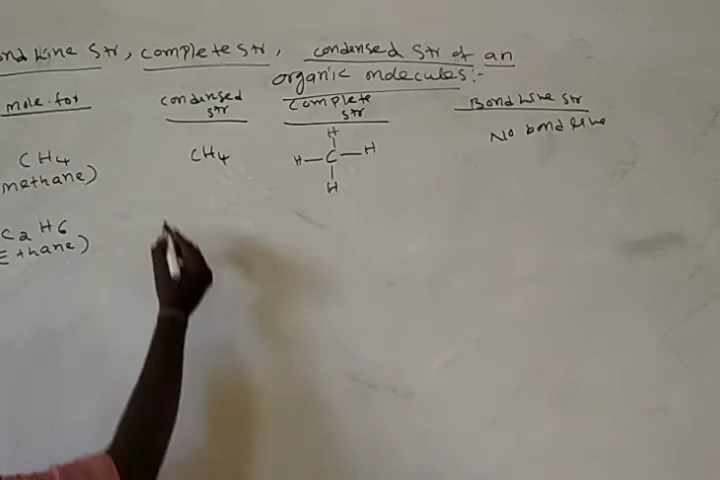 ond Line Str, complete str, condensed str of an
organic molecules:-
mole.for condensed str Complete str Bond line str
CH4 (methane) CH4 H H—C—H H No bond line
C2H6 (Ethane)